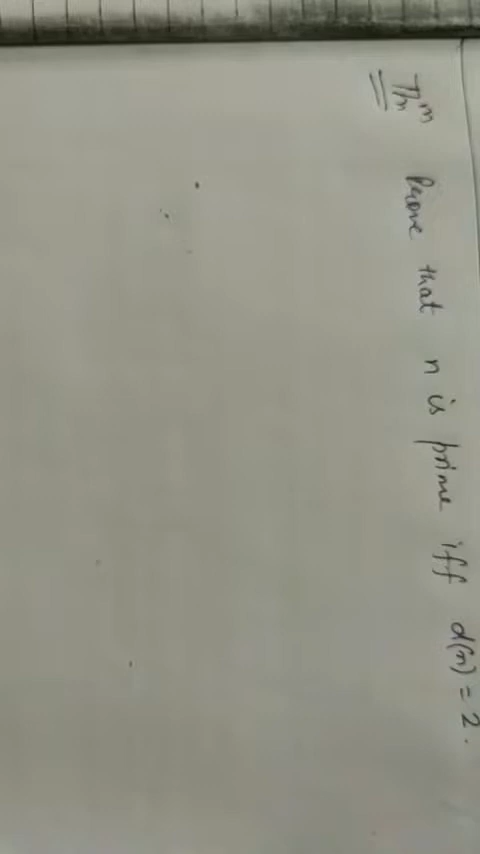 Thm Prove that n is prime iff d(n) = 2.